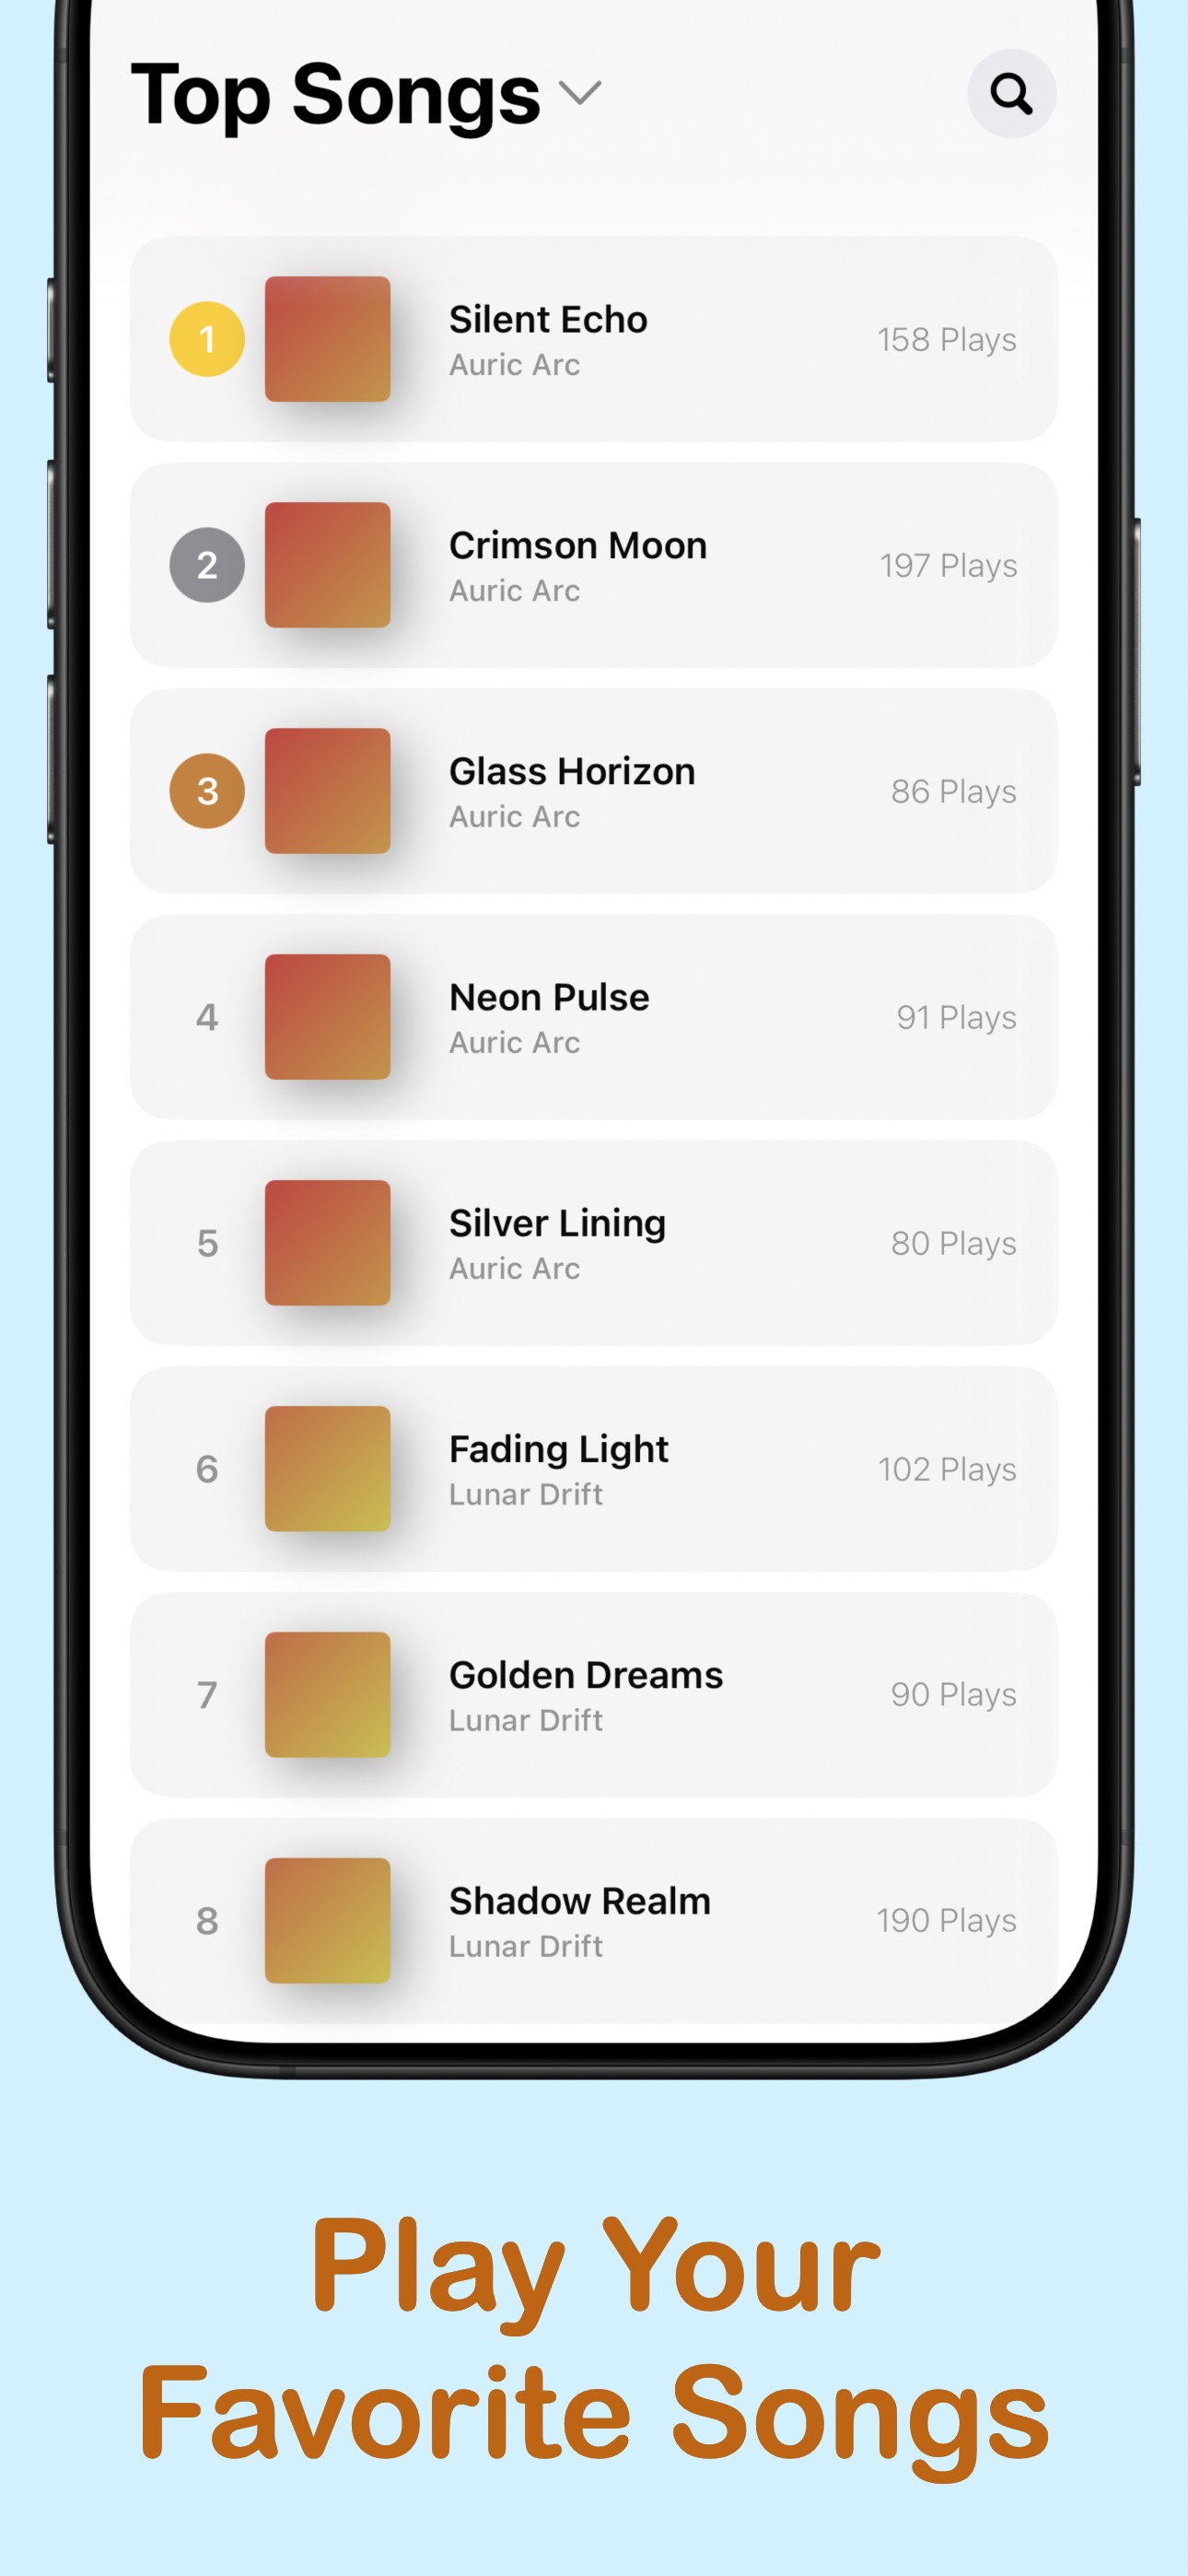 Top Songs
1
Silent Echo
Auric Arc
158 Plays
2
Crimson Moon
Auric Arc
197 Plays
3
Glass Horizon
Auric Arc
86 Plays
4
Neon Pulse
Auric Arc
91 Plays
5
Silver Lining
Auric Arc
80 Plays
6
Fading Light
Lunar Drift
102 Plays
7
Golden Dreams
Lunar Drift
90 Plays
8
Shadow Realm
Lunar Drift
190 Plays
Play Your
Favorite Songs